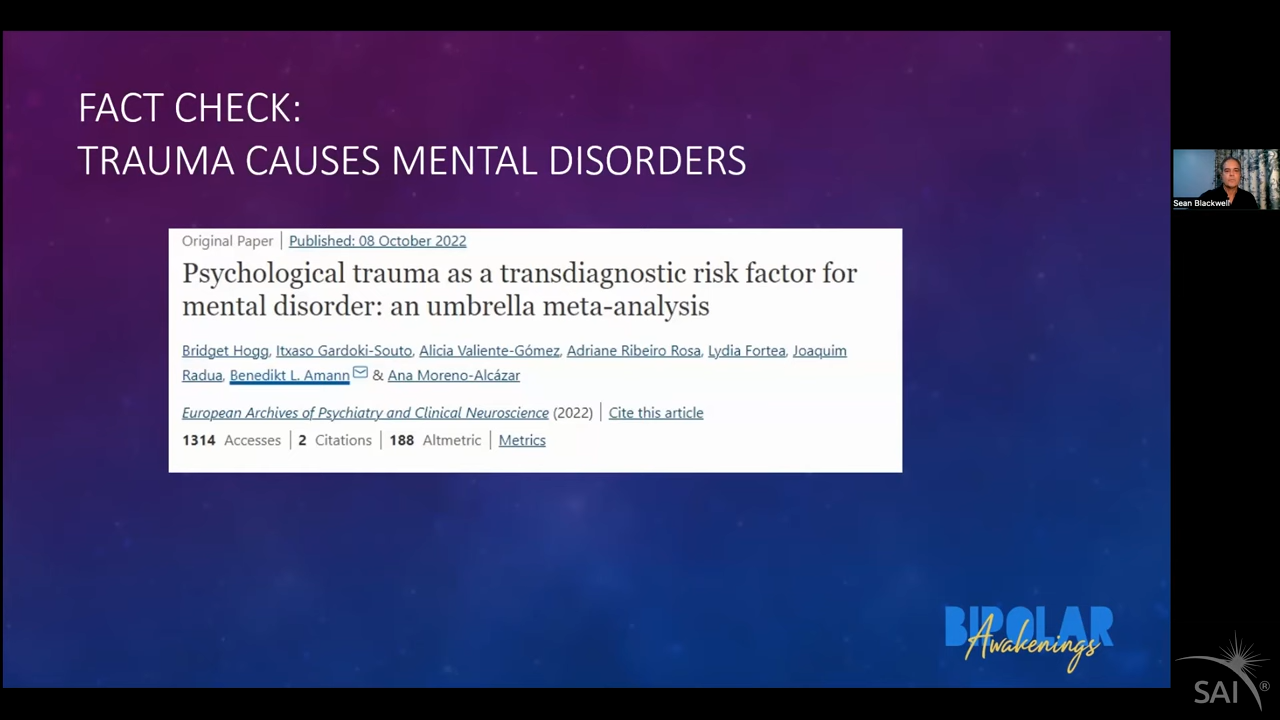 FACT CHECK:
TRAUMA CAUSES MENTAL DISORDERS
Original Paper | Published: 08 October 2022
Psychological trauma as a transdiagnostic risk factor for
mental disorder: an umbrella meta-analysis
Bridget Hogg, Itxaso Gardoki-Souto, Alicia Valiente-Gómez, Adriane Ribeiro Rosa, Lydia Fortea, Joaquim
Radua, Benedikt L. Amann & Ana Moreno-Alcázar
European Archives of Psychiatry and Clinical Neuroscience (2022) | Cite this article
1314 Accesses | 2 Citations | 188 Altmetric | Metrics
Sean Blackwell
BIPOLAR
Awakenings
SAI®